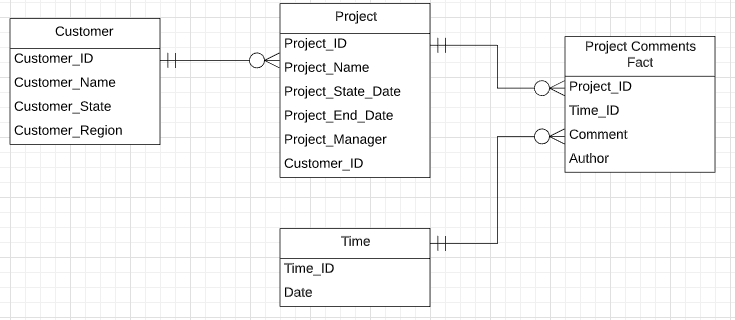 Customer
Customer_ID
Customer_Name
Customer_State
Customer_Region
Project
Project_ID
Project_Name
Project_State_Date
Project_End_Date
Project_Manager
Customer_ID
Project Comments
Fact
Project_ID
Time_ID
Comment
Author
Time
Time_ID
Date